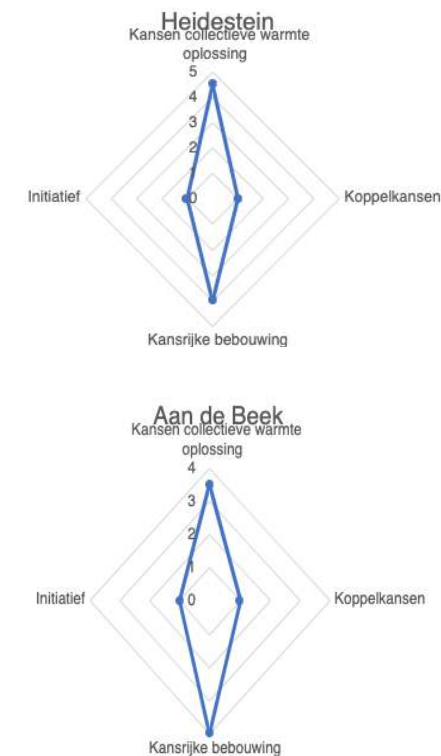 Heidestein
Kansen collectieve warmte
oplossing
5
4
3
2
1
0
Initiatief
Koppelkansen
Kansrijke bebouwing
Aan de Beek
Kansen collectieve warmte
oplossing
4
3
2
1
0
Initiatief
Koppelkansen
Kansrijke bebouwing